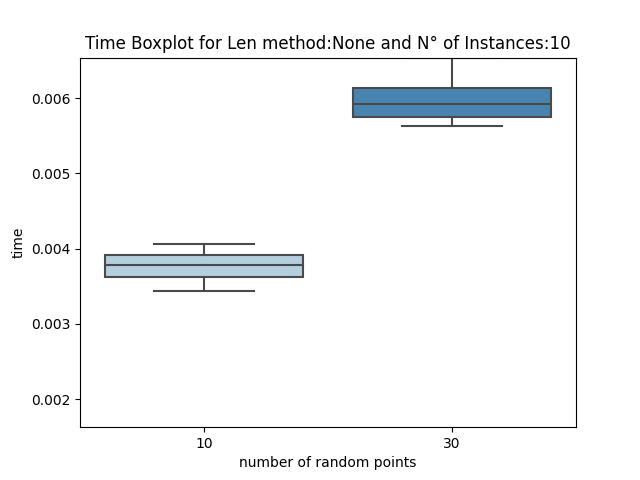 Time Boxplot for Len method:None and N° of Instances:10
0.006
0.005
0.004
0.003
0.002
time
10 30
number of random points